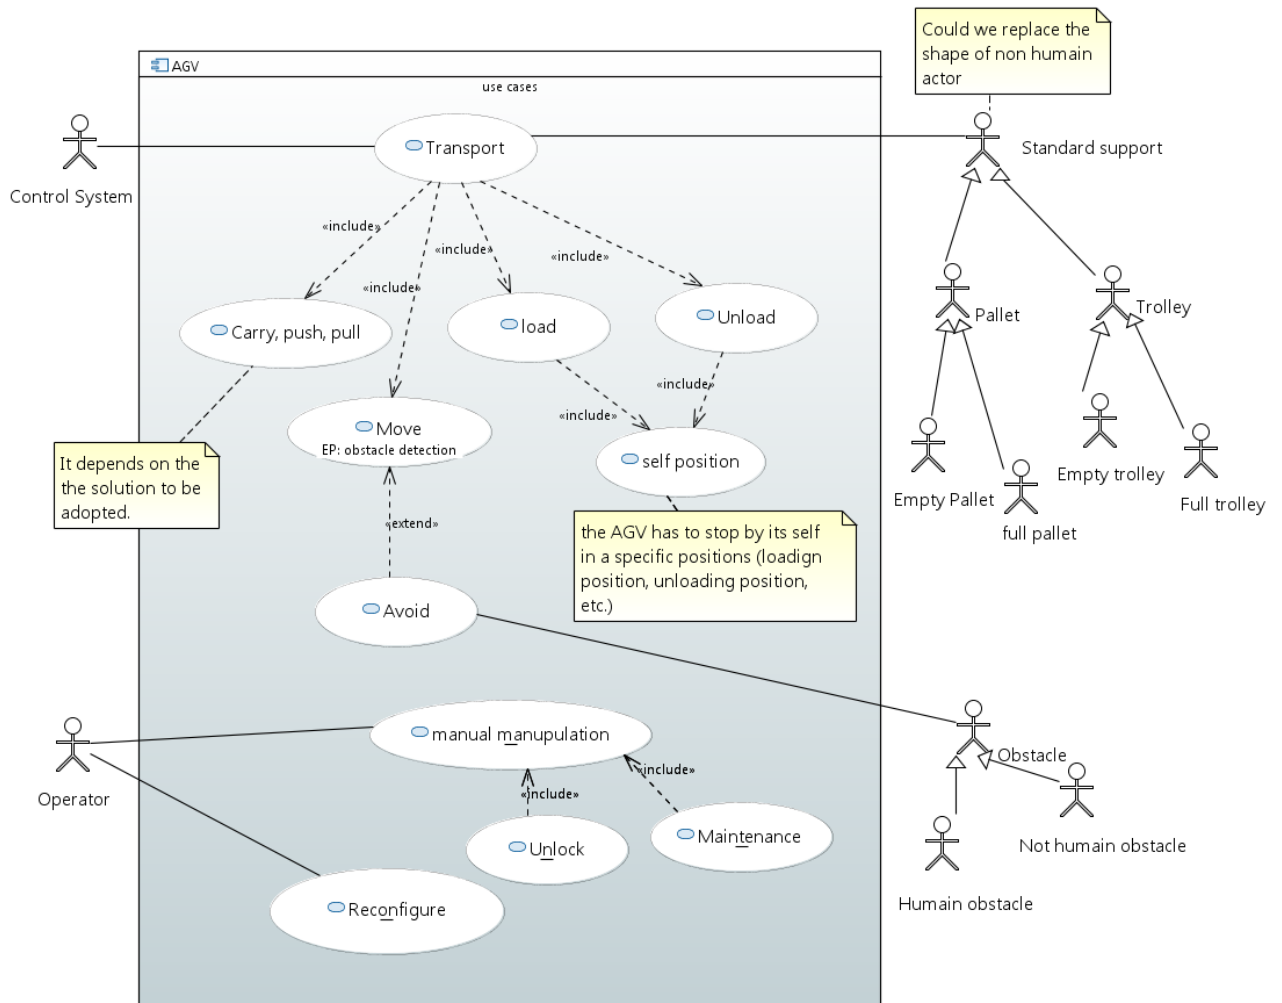 Could we replace the
shape of non humain
actor
AGV
use cases
Control System
Transport
Standard support
«include»
«include»
«include»
«include»
Carry, push, pull
load
Unload
Pallet
Trolley
«include»
«include»
Move
EP: obstacle detection
self position
It depends on the
the solution to be
adopted.
Empty Pallet
full pallet
Empty trolley
Full trolley
«extend»
the AGV has to stop by its self
in a specific positions (loadign
position, unloading position,
etc.)
Avoid
Operator
manual manupulation
Obstacle
«include»
«include»
Unlock
Maintenance
Not humain obstacle
Humain obstacle
Reconfigure